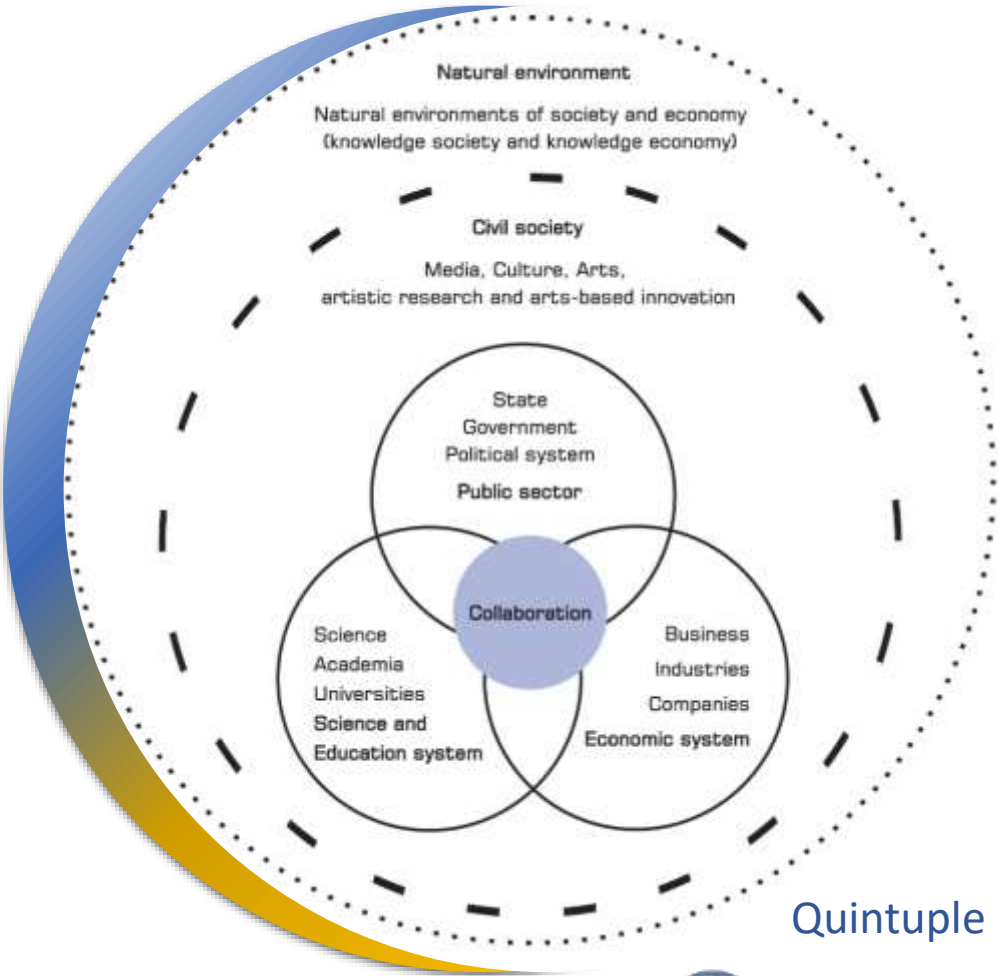 Natural environment
Natural environments of society and economy
(knowledge society and knowledge economy)
Civil society
Media, Culture, Arts,
artistic research and arts-based innovation
State
Government
Political system
Public sector
Collaboration
Science
Academia
Universities
Science and
Education system
Business
Industries
Companies
Economic system
Quintuple